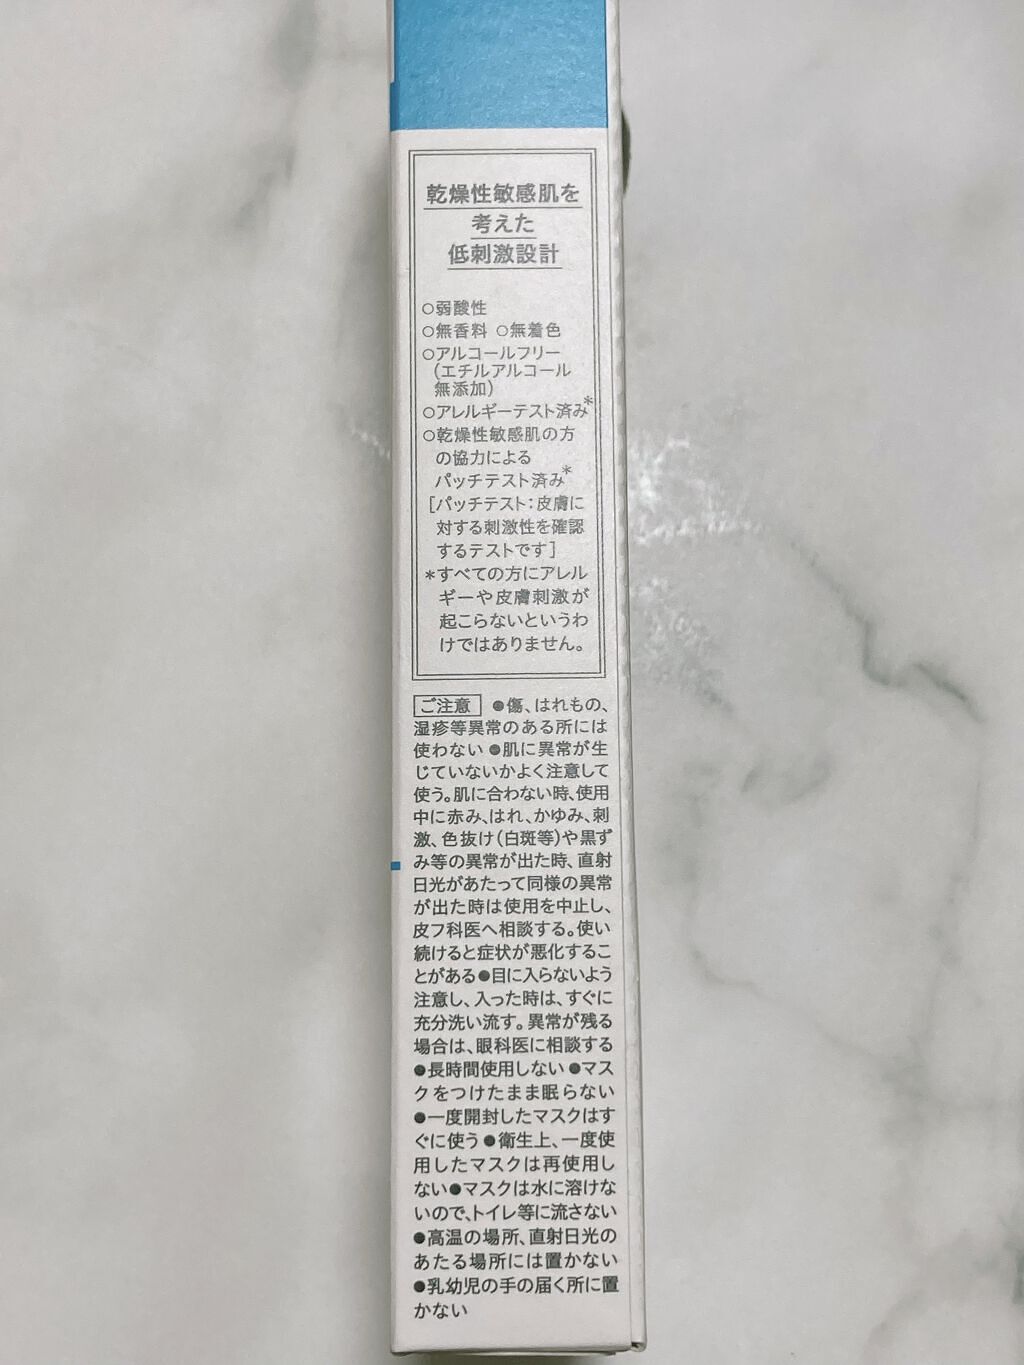 乾燥性敏感肌を
考えた
低刺激設計
○弱酸性
○無香料 ○無着色
○アルコールフリー
(エチルアルコール
無添加)
○アレルギーテスト済み*
○乾燥性敏感肌の方
の協力による
パッチテスト済み*
[パッチテスト:皮膚に
対する刺激性を確認
するテストです]
*すべての方にアレル
ギーや皮膚刺激が
起こらないというわ
けではありません。
ご注意 ●傷、はれもの、
湿疹等異常のある所には
使わない ●肌に異常が生
じていないかよく注意して
使う。肌に合わない時、使用
中に赤み、はれ、かゆみ、刺
激、色抜け(白斑等)や黒ず
み等の異常が出た時、直射
日光があたって同様の異常
が出た時は使用を中止し、
皮フ科医へ相談する。使い
続けると症状が悪化するこ
とがある●目に入らないよう
注意し、入った時は、すぐに
充分洗い流す。異常が残る
場合は、眼科医に相談する
●長時間使用しない ●マス
クをつけたまま眠らない
●一度開封したマスクはす
ぐに使う ●衛生上、一度使
用したマスクは再使用し
ない●マスクは水に溶けな
いので、トイレ等に流さない
●高温の場所、直射日光の
あたる場所には置かない
●乳幼児の手の届く所に置
かない